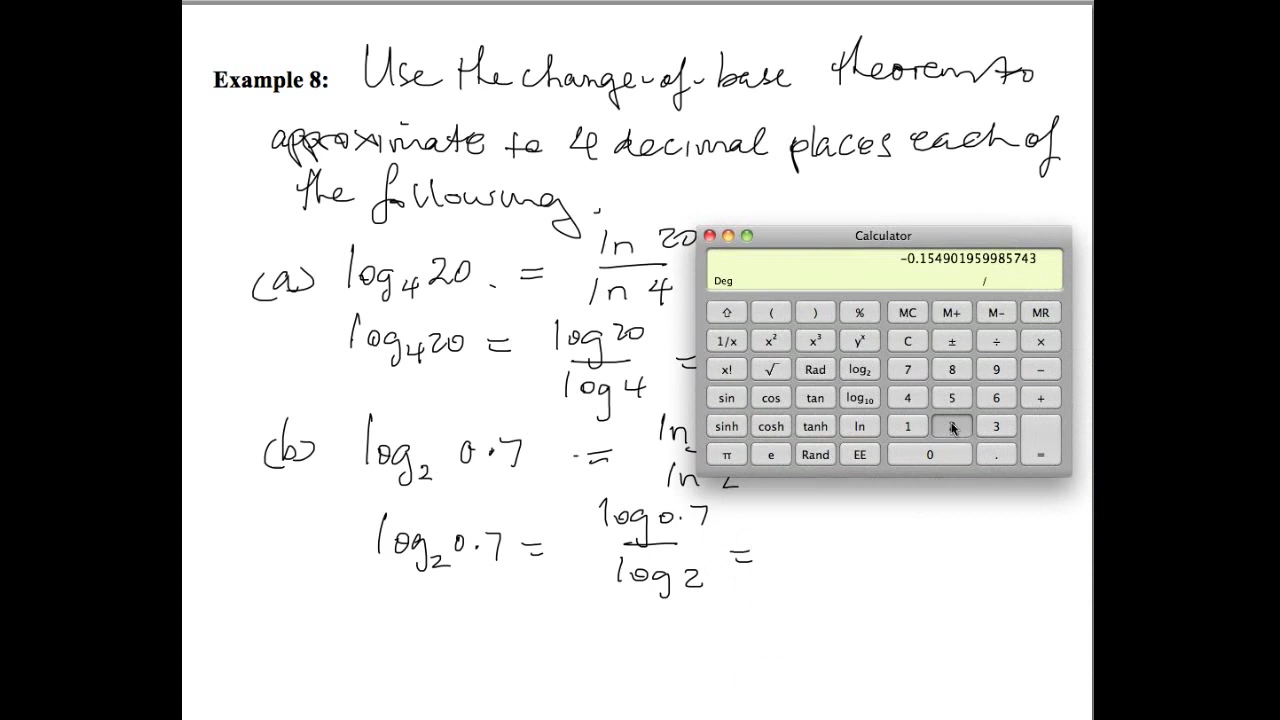 Example 8: Use the change-of-base theorem to
approximate to 4 decimal places each of
the following.
(a) log₄20 = ln 20
ln 4
log₄20 = log 20
log 4
=
(b) log₂ 0.7 = ln
ln 2
log₂0.7 = log 0.7
log 2
=
Calculator
-0.154901959985743
Deg /
⇧ ( ) % MC M+ M- MR
1/x x² x³ yˣ C ± ÷ ×
x! √ Rad log₂ 7 8 9 −
sin cos tan log₁₀ 4 5 6 +
sinh cosh tanh ln 1 2 3
π e Rand EE 0 . =